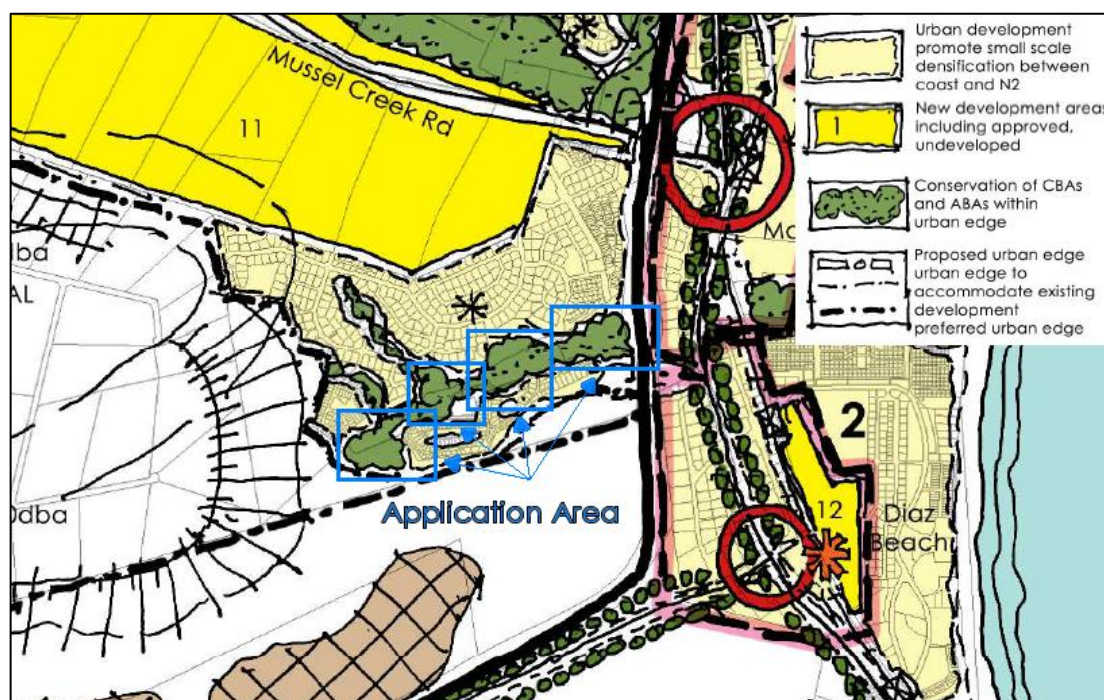 Urban development
promote small scale
densification between
coast and N2
New development areas
including approved,
undeveloped
1
Conservation of CBAs
and ABAs within
urban edge
Proposed urban edge
urban edge to
accommodate existing
development
preferred urban edge
Mussel Creek Rd
11
2
12
Diaz
Beach
Application Area